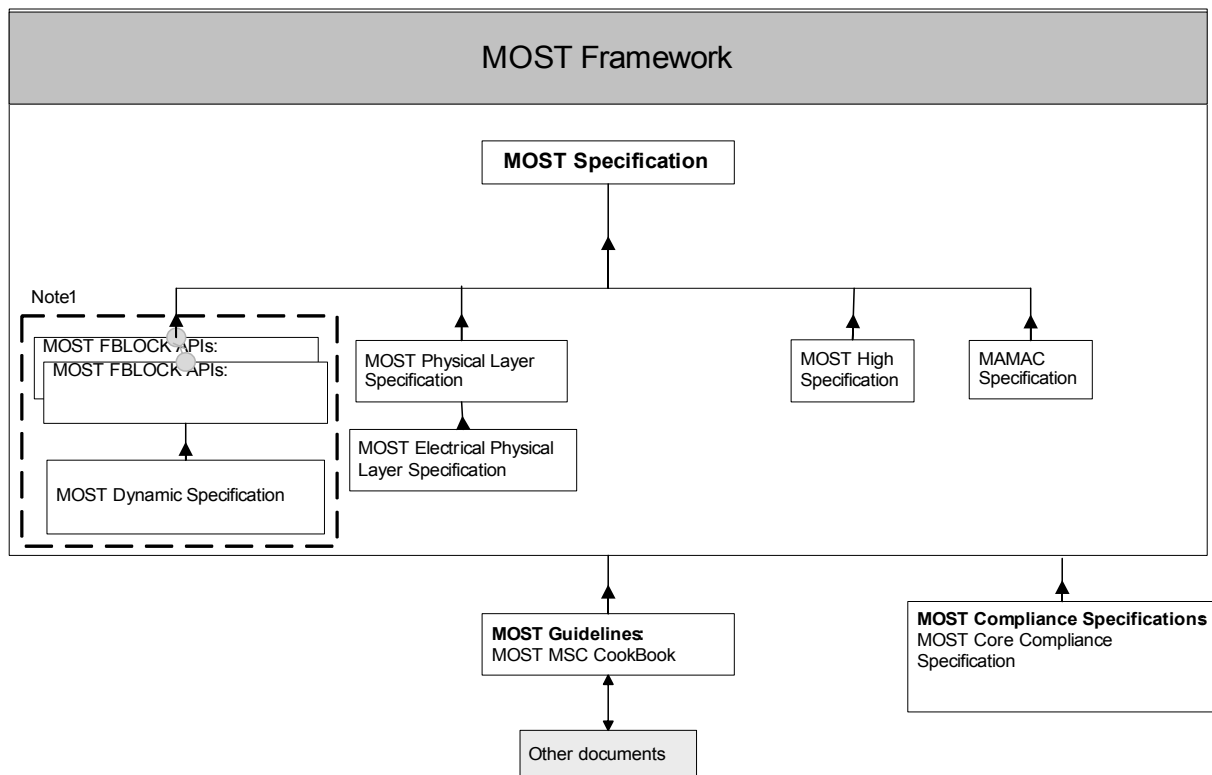 MOST Framework
MOST Specification
Note1
MOST FBLOCK APIs:
MOST FBLOCK APIs:
MOST Dynamic Specification
MOST Physical Layer
Specification
MOST Electrical Physical
Layer Specification
MOST High
Specification
MAMAC
Specification
MOST Guidelines:
MOST MSC CookBook
MOST Compliance Specifications
MOST Core Compliance
Specification
Other documents